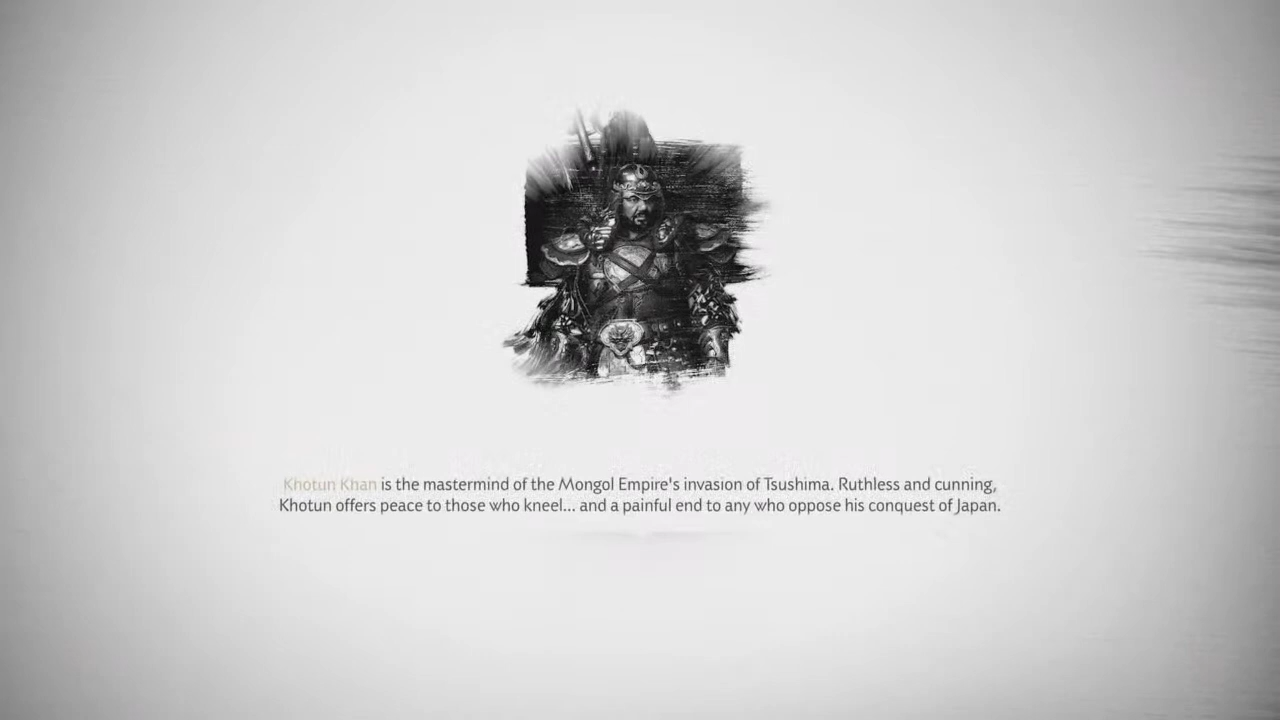 Khotun Khan is the mastermind of the Mongol Empire's invasion of Tsushima. Ruthless and cunning,
Khotun offers peace to those who kneel... and a painful end to any who oppose his conquest of Japan.